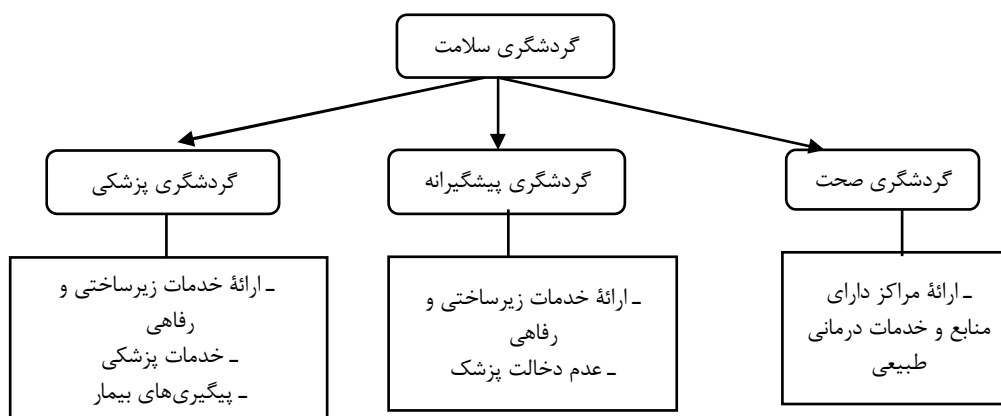 گردشگری سلامت
گردشگری صحت
گردشگری پیشگیرانه
گردشگری پزشکی
ـ ارائۀ مراکز دارای
منابع و خدمات درمانی
طبیعی
ـ ارائۀ خدمات زیرساختی و
رفاهی
ـ عدم دخالت پزشک
ـ ارائۀ خدمات زیرساختی و
رفاهی
ـ خدمات پزشکی
ـ پیگیری‌های بیمار